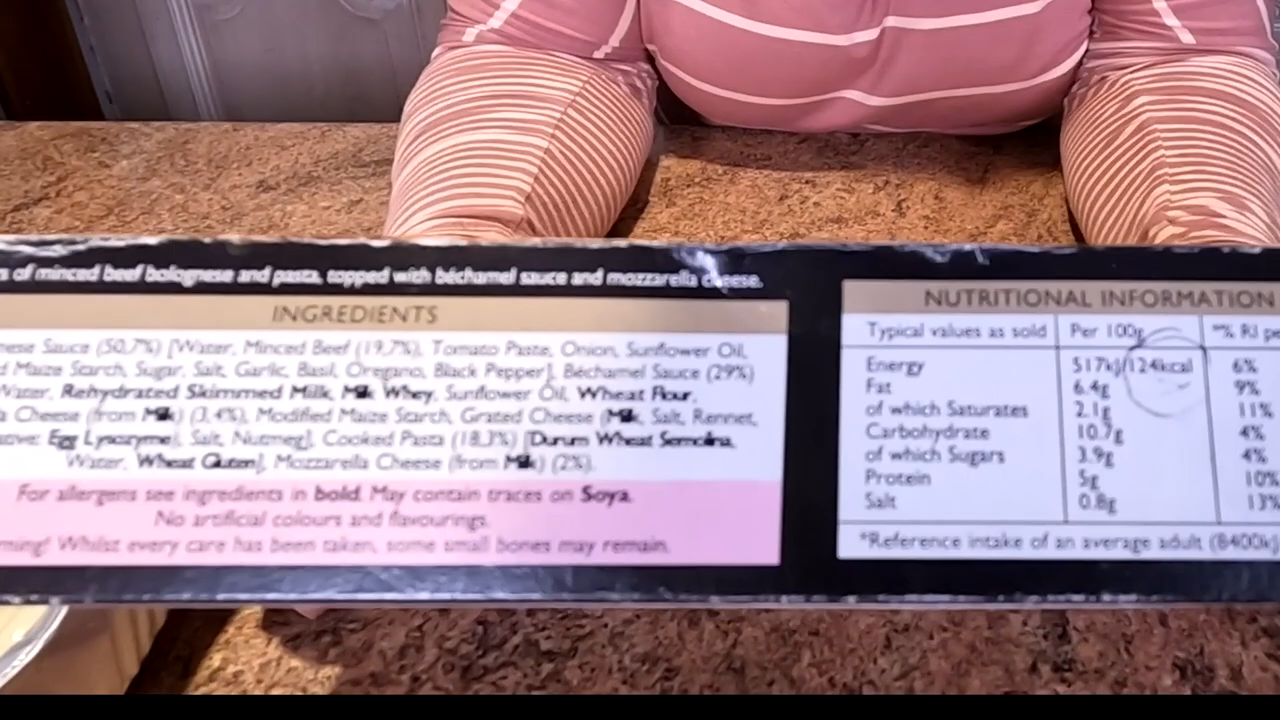 of minced beef bolognese and pasta, topped with béchamel sauce and mozzarella cheese.
INGREDIENTS
Sauce (50.7%) [Water, Minced Beef (19.7%), Tomato Paste, Onion, Sunflower Oil,
Maize Starch, Sugar, Salt, Garlic, Basil, Oregano, Black Pepper], Béchamel Sauce (29%)
Water, Rehydrated Skimmed Milk, Milk Whey, Sunflower Oil, Wheat Flour,
Cheese (from Milk) (3.4%), Modified Maize Starch, Grated Cheese (Milk, Salt, Rennet,
Egg Lysozyme), Salt, Nutmeg], Cooked Pasta (18.3%) [Durum Wheat Semolina,
Water, Wheat Gluten], Mozzarella Cheese (from Milk) (2%).
For allergens see ingredients in bold. May contain traces on Soya.
No artificial colours and flavourings.
Whilst every care has been taken, some small bones may remain.
NUTRITIONAL INFORMATION
Typical values as sold Per 100g *% RI
Energy 517kJ/124kcal 6%
Fat 6.4g 9%
of which Saturates 2.1g 11%
Carbohydrate 10.7g 4%
of which Sugars 3.9g 4%
Protein 5g 10%
Salt 0.8g 13%
*Reference intake of an average adult (8400kJ